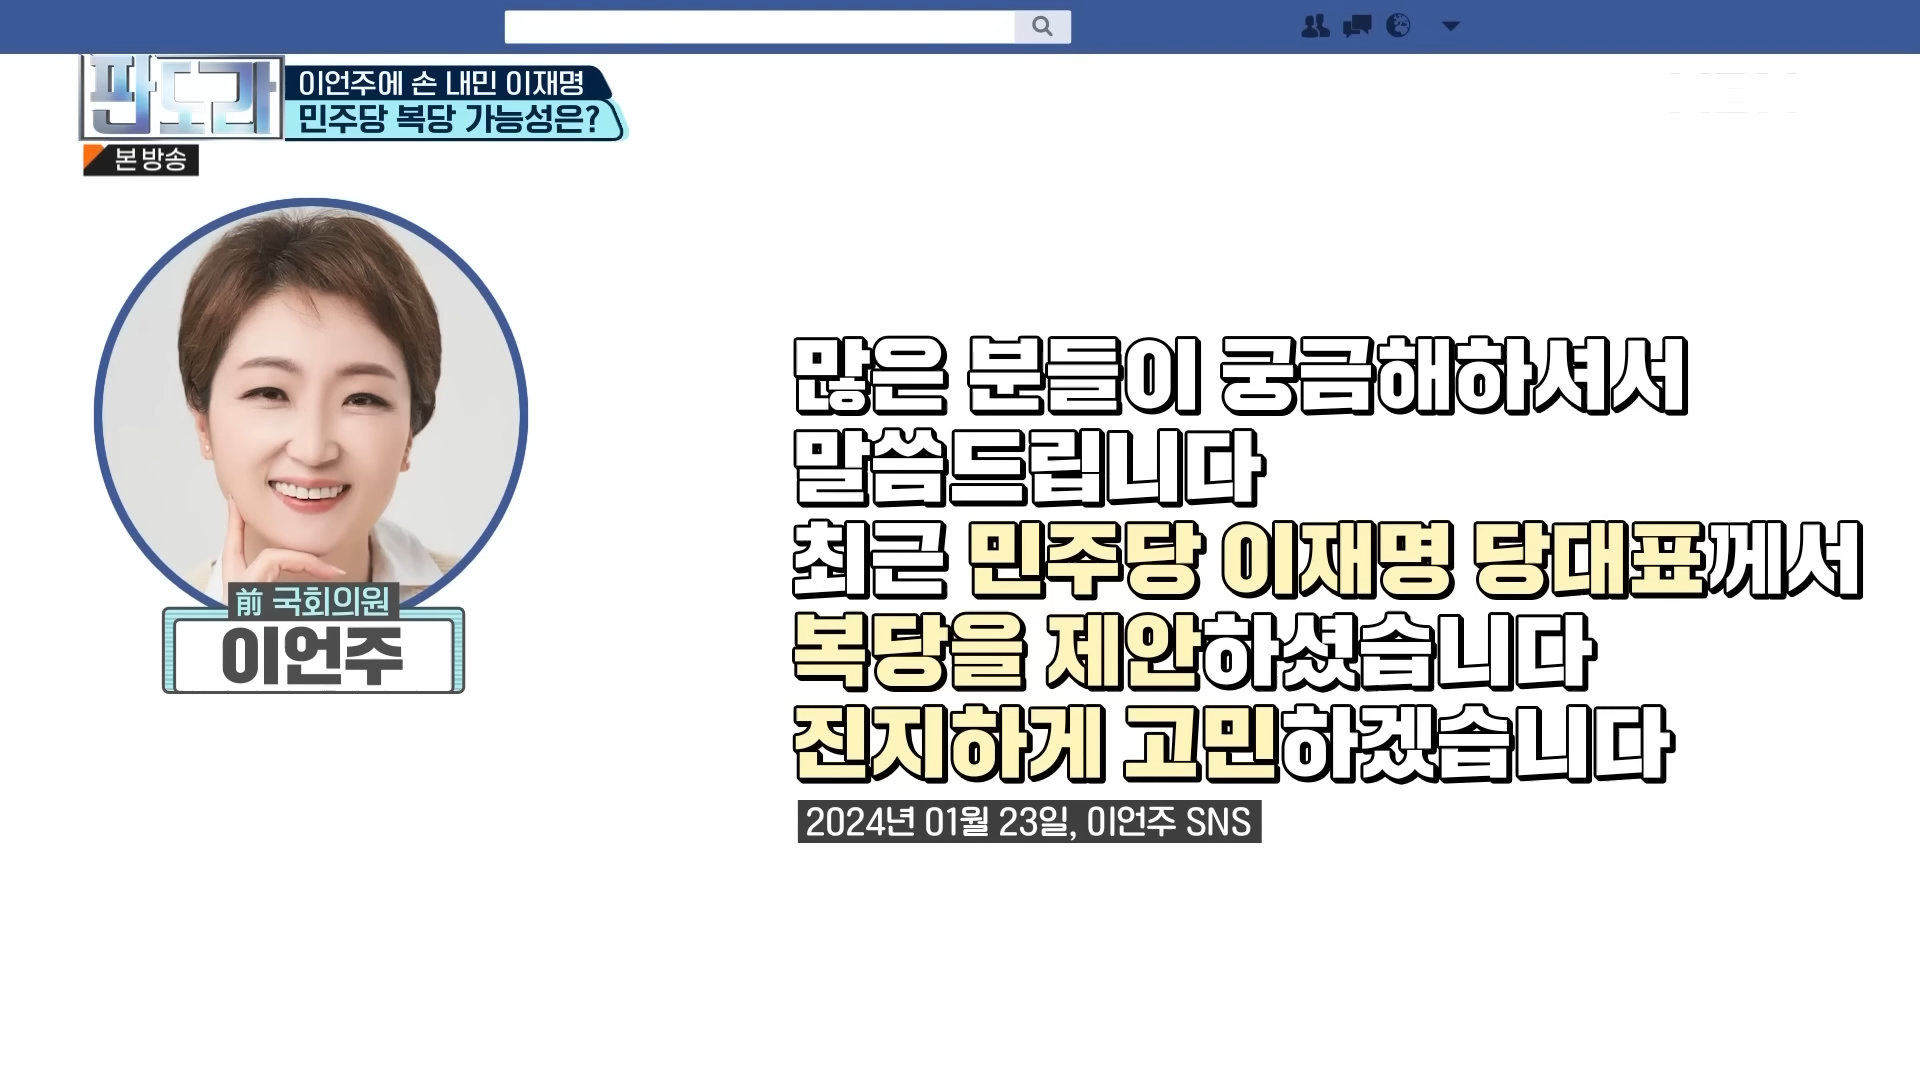 판도라
이언주에 손 내민 이재명
민주당 복당 가능성은?
본방송
많은 분들이 궁금해하셔서
말씀드립니다
최근 민주당 이재명 당대표께서
복당을 제안하셨습니다
진지하게 고민하겠습니다
2024년 01월 23일, 이언주 SNS
前 국회의원
이언주